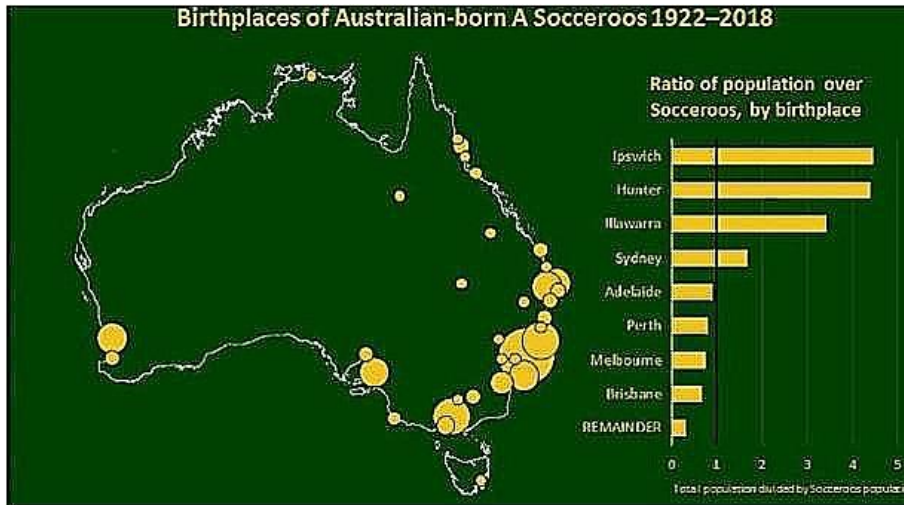 Birthplaces of Australian-born A Socceroos 1922–2018
Ratio of population over
Socceroos, by birthplace
Ipswich
Hunter
Illawarra
Sydney
Adelaide
Perth
Melbourne
Brisbane
REMAINDER
0 1 2 3 4 5
Total population divided by Socceroos populatio